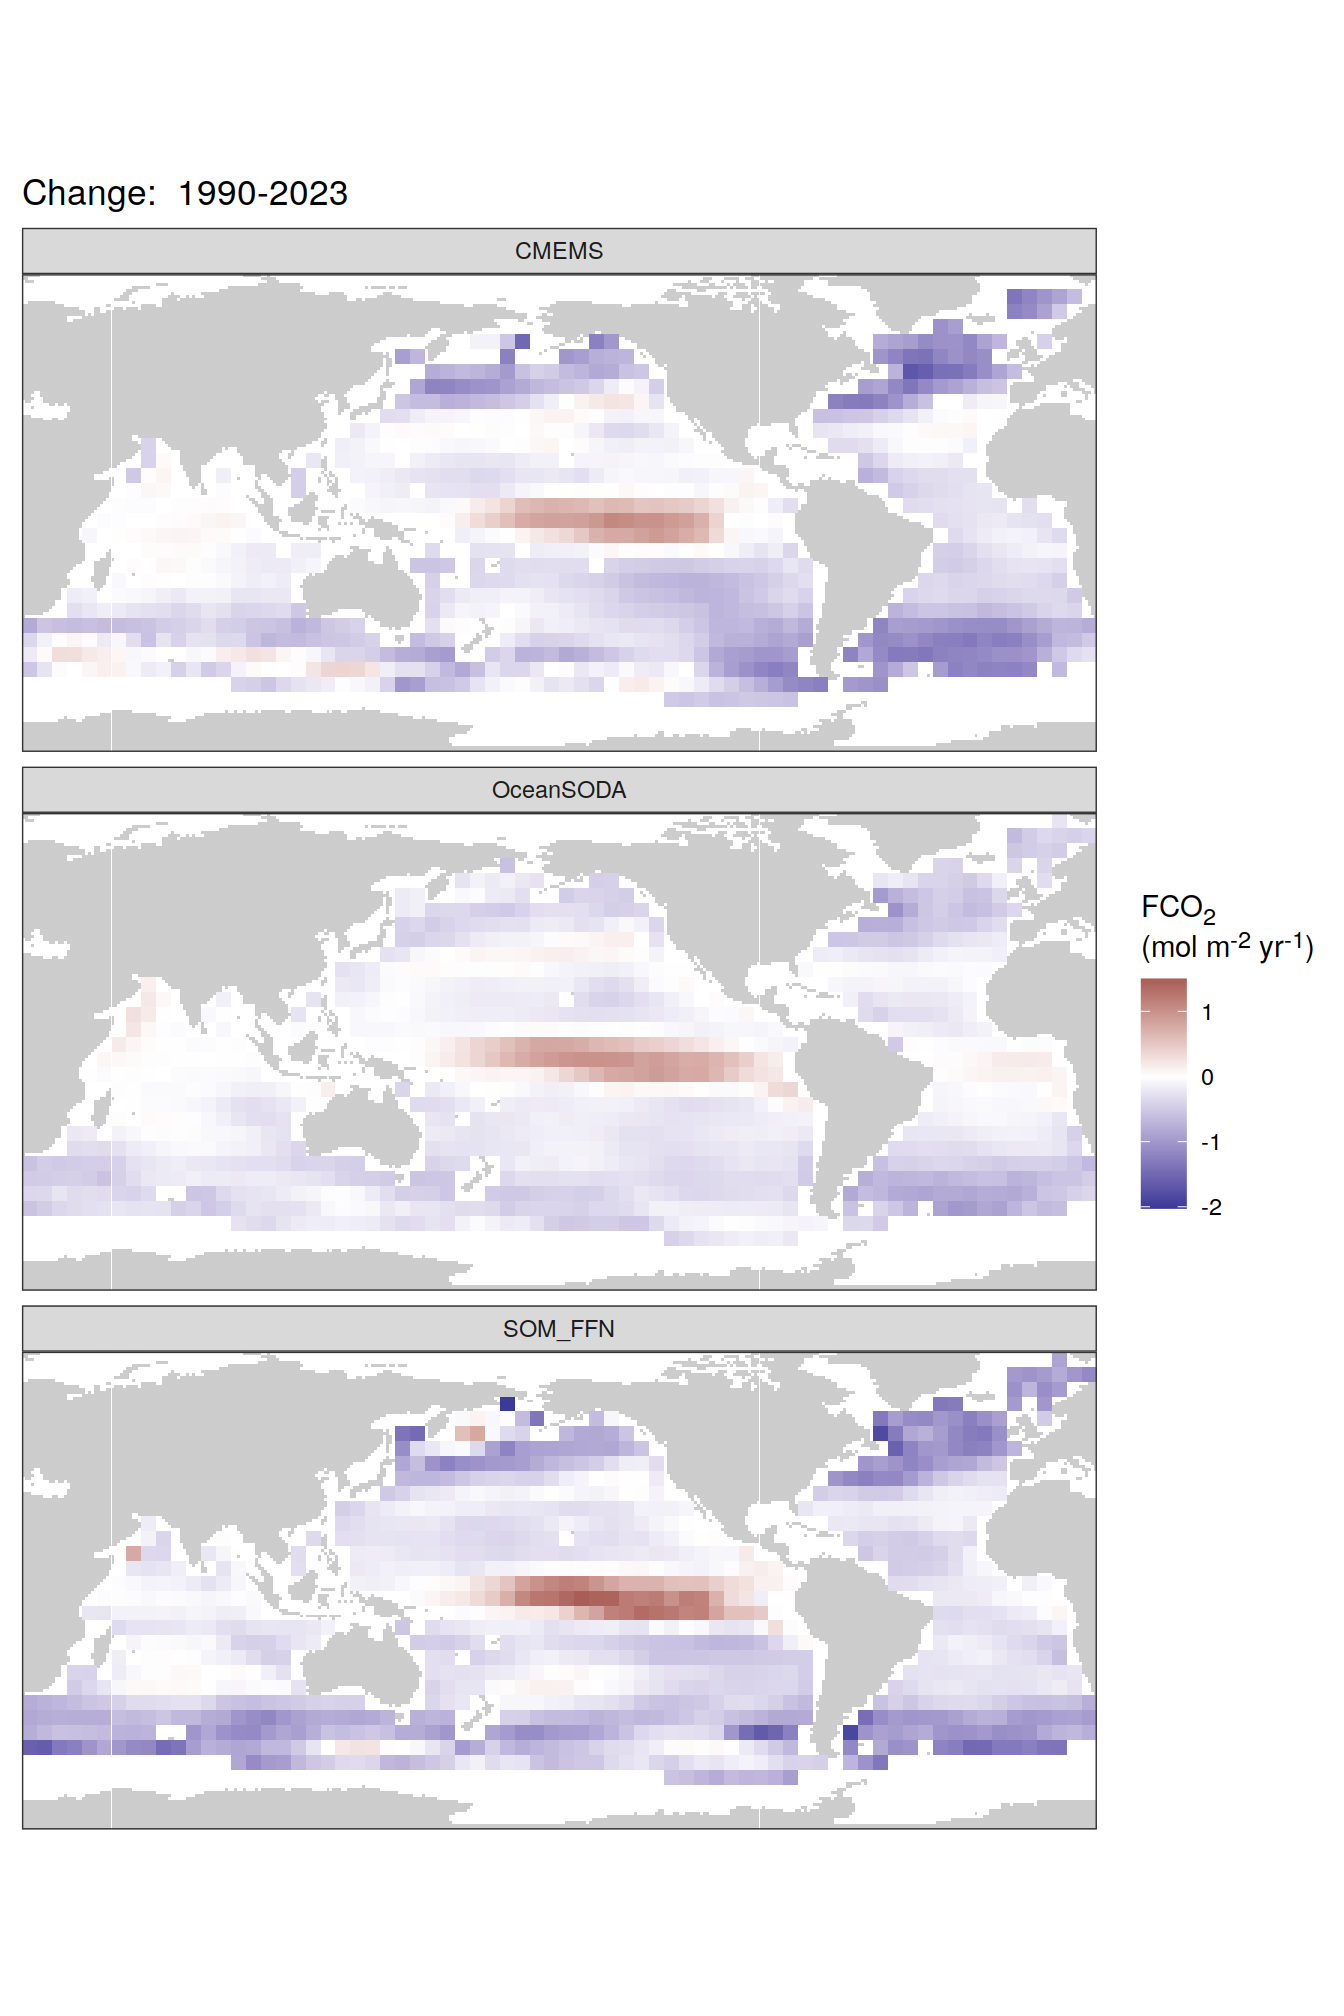 Change:  1990-2023
CMEMS
OceanSODA
SOM_FFN
FCO₂
(mol m⁻² yr⁻¹)
1
0
-1
-2